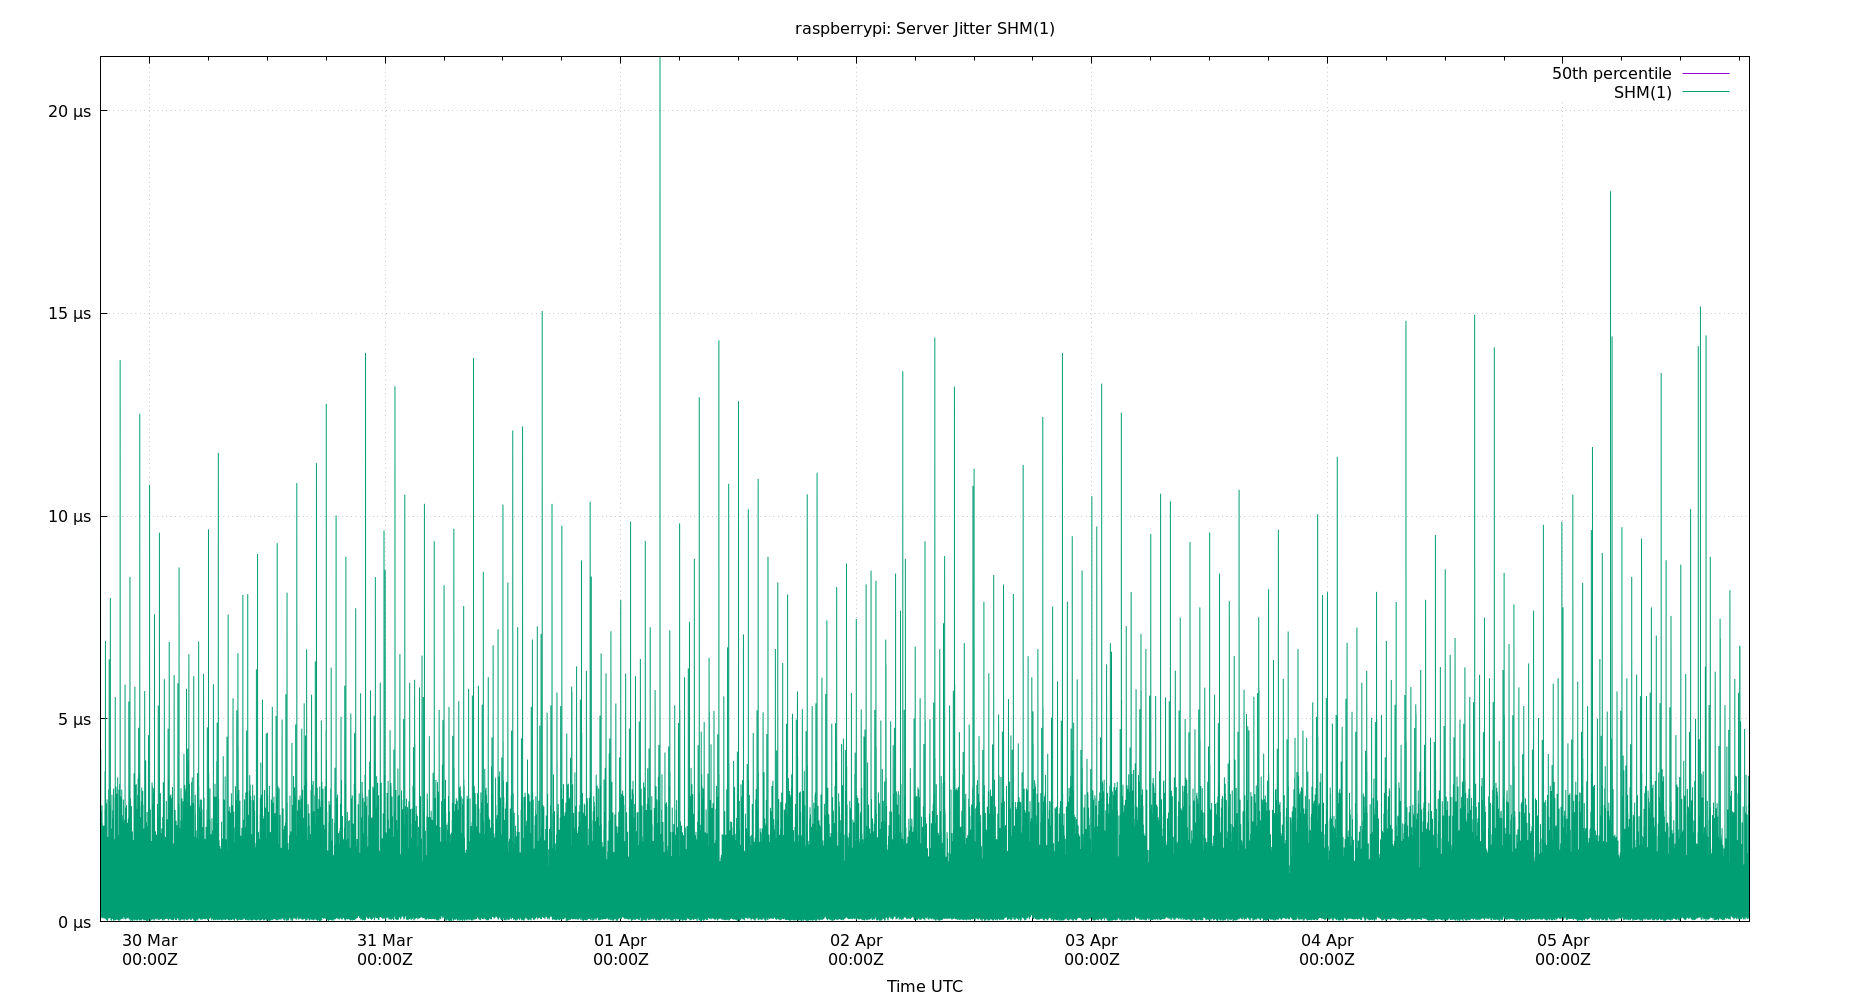 raspberrypi: Server Jitter SHM(1)
50th percentile
SHM(1)
20 µs
15 µs
10 µs
5 µs
0 µs
30 Mar 31 Mar 01 Apr 02 Apr 03 Apr 04 Apr 05 Apr
00:00Z 00:00Z 00:00Z 00:00Z 00:00Z 00:00Z 00:00Z
Time UTC